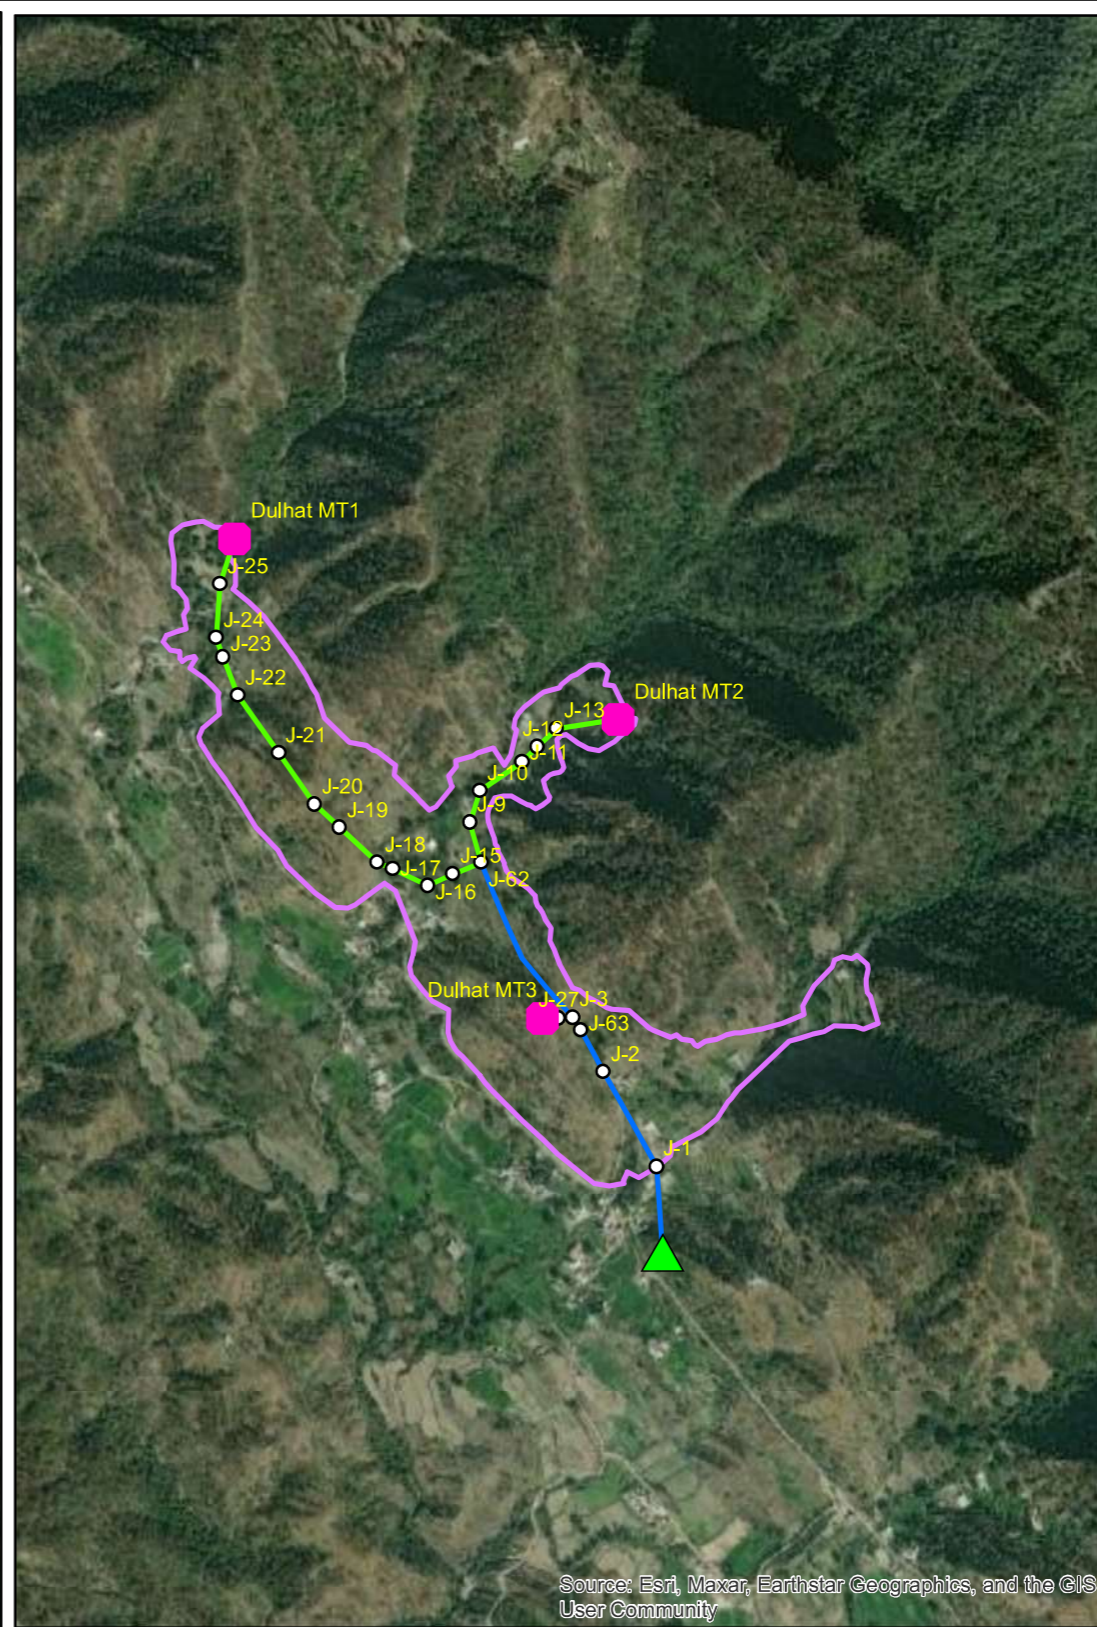 Dulhat MT1
J-25
J-24
J-23
J-22
Dulhat MT2
J-13
J-12
J-11
J-21
J-10
J-20
J-9
J-19
J-18
J-15
J-17
J-62
J-16
Dulhat MT3
J-27
J-3
J-63
J-2
J-1
Source: Esri, Maxar, Earthstar Geographics, and the GIS
User Community